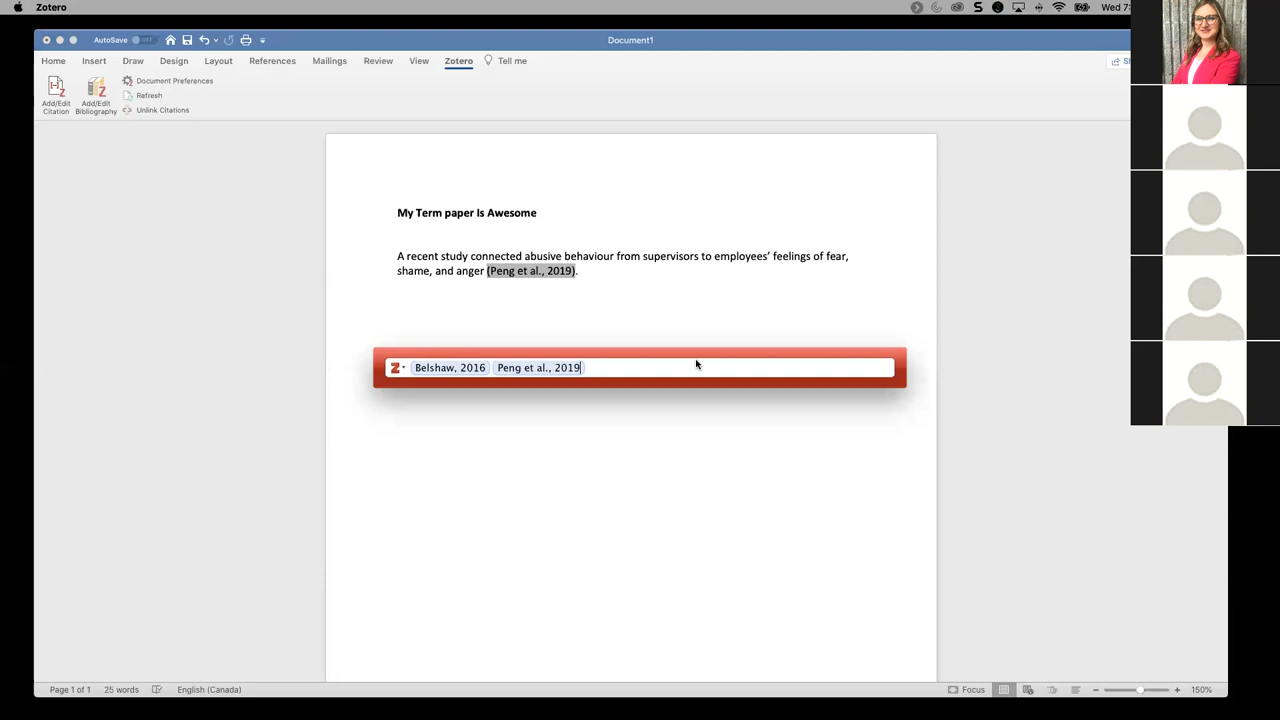 Zotero
Wed 7:
AutoSave OFF
Document1
Home Insert Draw Design Layout References Mailings Review View Zotero Tell me
Add/Edit Citation
Add/Edit Bibliography
Document Preferences
Refresh
Unlink Citations
My Term paper Is Awesome
A recent study connected abusive behaviour from supervisors to employees’ feelings of fear,
shame, and anger (Peng et al., 2019).
Z Belshaw, 2016 Peng et al., 2019
Page 1 of 1 25 words English (Canada) Focus 150%